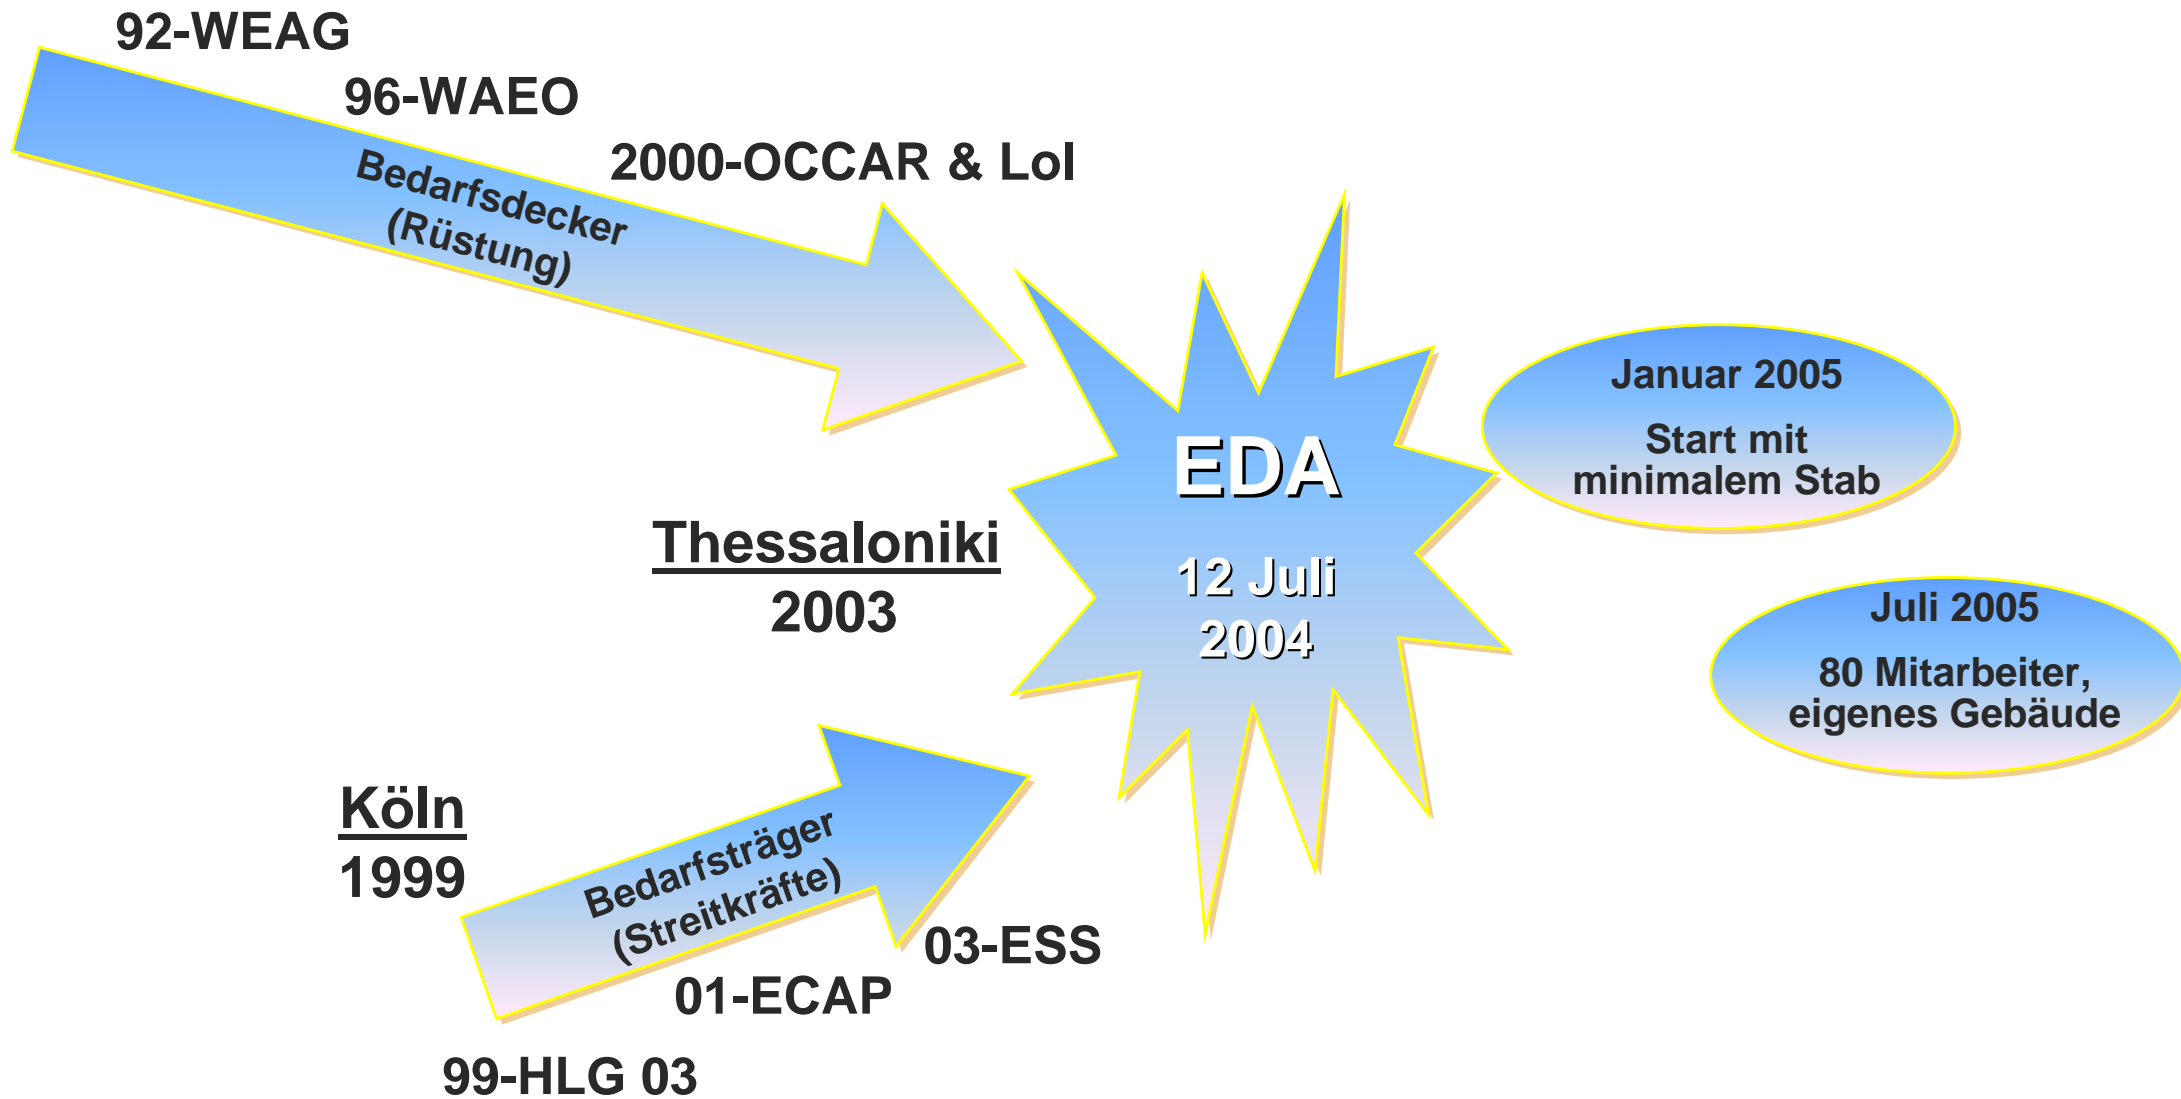 92-WEAG
96-WAEO
2000-OCCAR & LoI
Bedarfsdecker
(Rüstung)
EDA
12 Juli
2004
Januar 2005
Start mit
minimalem Stab
Thessaloniki
2003
Juli 2005
80 Mitarbeiter,
eigenes Gebäude
Köln
1999
Bedarfsträger
(Streitkräfte)
03-ESS
01-ECAP
99-HLG 03